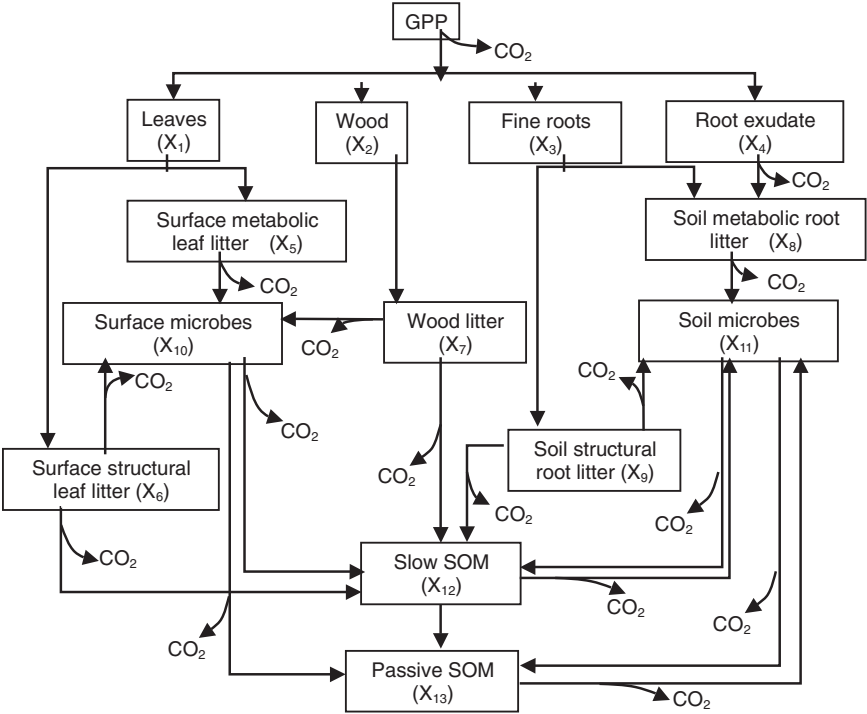 GPP
CO₂
Leaves
(X₁)
Wood
(X₂)
Fine roots
(X₃)
Root exudate
(X₄)
CO₂
Surface metabolic
leaf litter (X₅)
Soil metabolic root
litter (X₈)
CO₂
CO₂
Surface microbes
(X₁₀)
Wood litter
(X₇)
Soil microbes
(X₁₁)
CO₂
CO₂
CO₂
CO₂
Surface structural
leaf litter (X₆)
Soil structural
root litter (X₉)
CO₂
CO₂
CO₂
CO₂
Slow SOM
(X₁₂)
CO₂
CO₂
CO₂
Passive SOM
(X₁₃)
CO₂